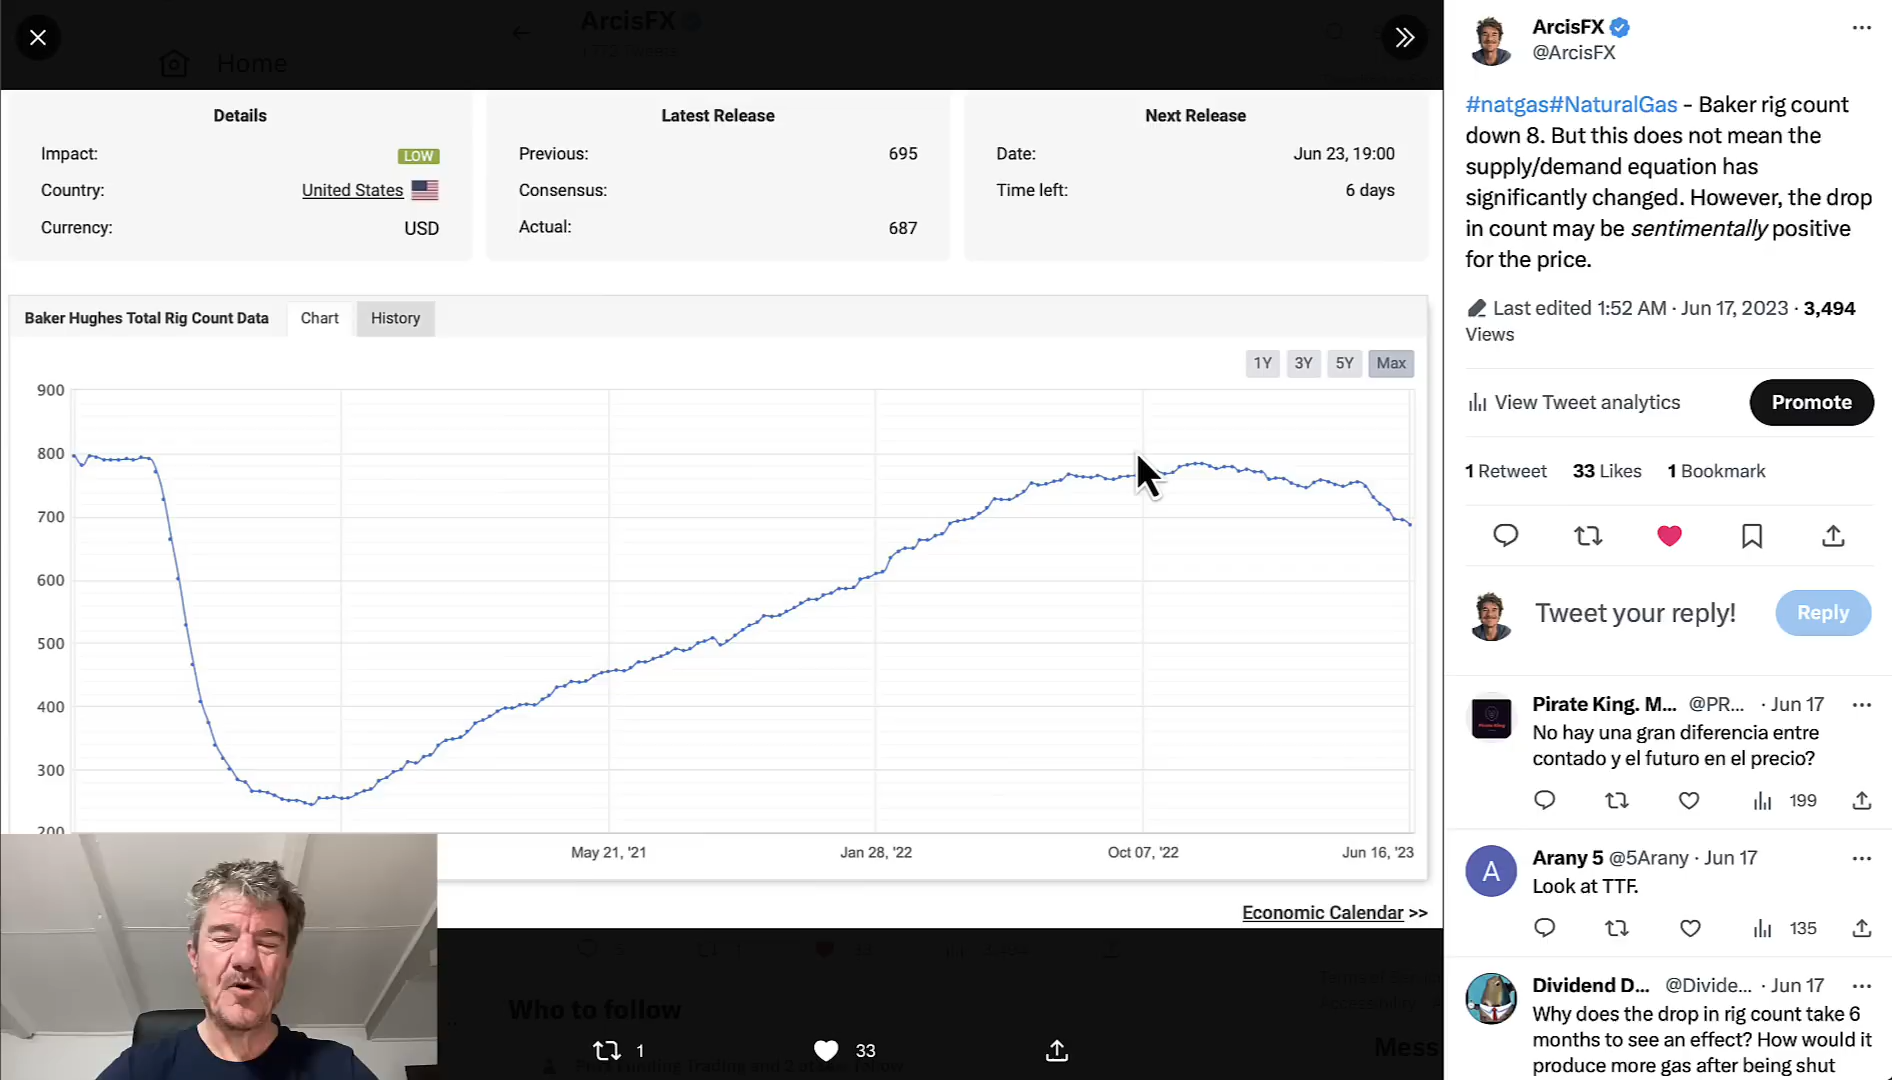 ArcisFX
Home
Details
Impact:
LOW
Country:
United States
Currency:
USD
Latest Release
Previous:
695
Consensus:
Actual:
687
Next Release
Date:
Jun 23, 19:00
Time left:
6 days
Baker Hughes Total Rig Count Data
Chart
History
1Y
3Y
5Y
Max
900
800
700
600
500
400
300
200
May 21, '21
Jan 28, '22
Oct 07, '22
Jun 16, '23
Economic Calendar >>
Who to follow
1
33
ArcisFX
@ArcisFX
#natgas#NaturalGas - Baker rig count
down 8. But this does not mean the
supply/demand equation has
significantly changed. However, the drop
in count may be sentimentally positive
for the price.
Last edited 1:52 AM · Jun 17, 2023 · 3,494
Views
View Tweet analytics
Promote
1 Retweet
33 Likes
1 Bookmark
Tweet your reply!
Reply
Pirate King. M... @PR... · Jun 17
No hay una gran diferencia entre
contado y el futuro en el precio?
199
Arany 5 @5Arany · Jun 17
A
Look at TTF.
135
Dividend D... @Divide... · Jun 17
Why does the drop in rig count take 6
months to see an effect? How would it
produce more gas after being shut